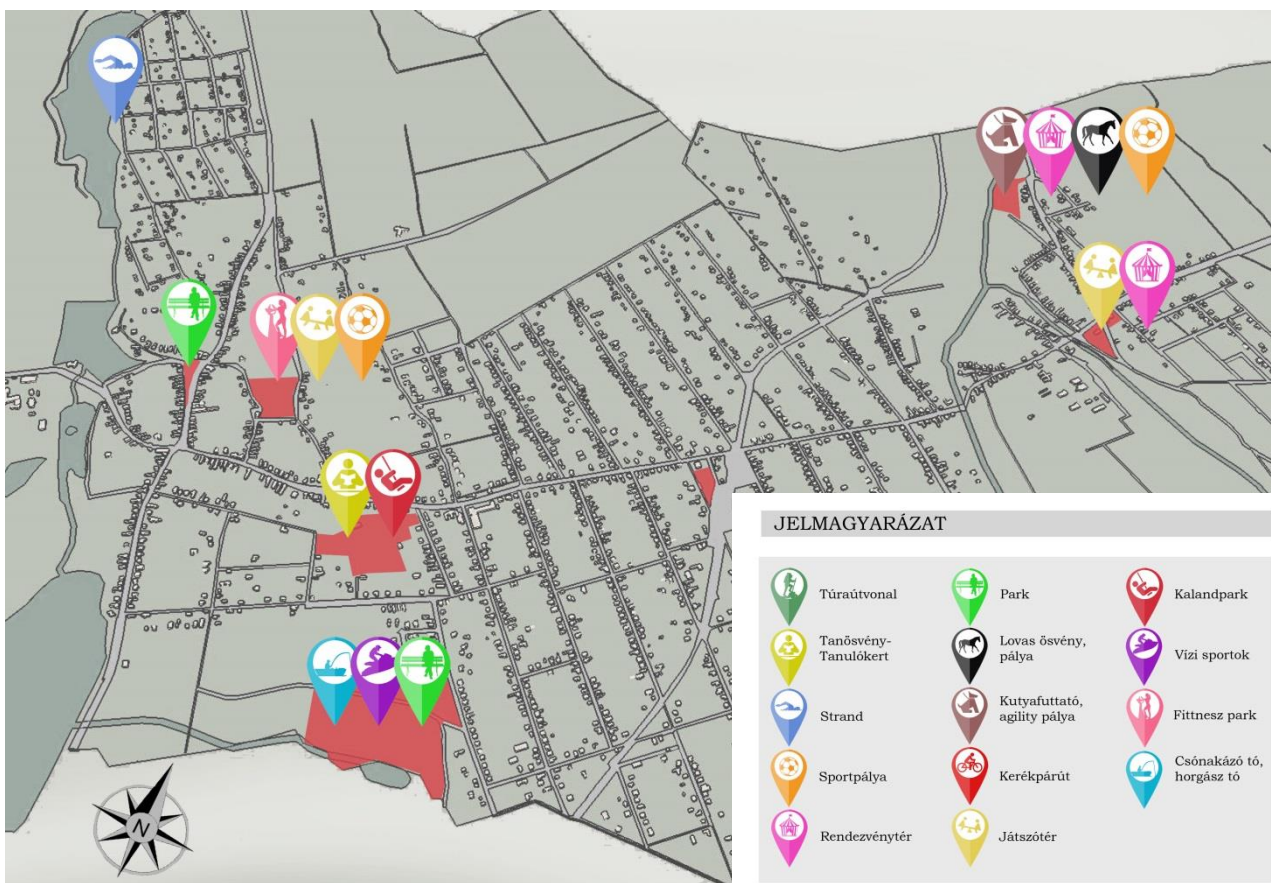 JELMAGYARÁZAT
Túraútvonal
Tanösvény-
Tanulókert
Strand
Sportpálya
Rendezvénytér
Park
Lovas ösvény,
pálya
Kutyafuttató,
agility pálya
Kerékpárút
Játszótér
Kalandpark
Vízi sportok
Fittnesz park
Csónakázó tó,
horgász tó
N